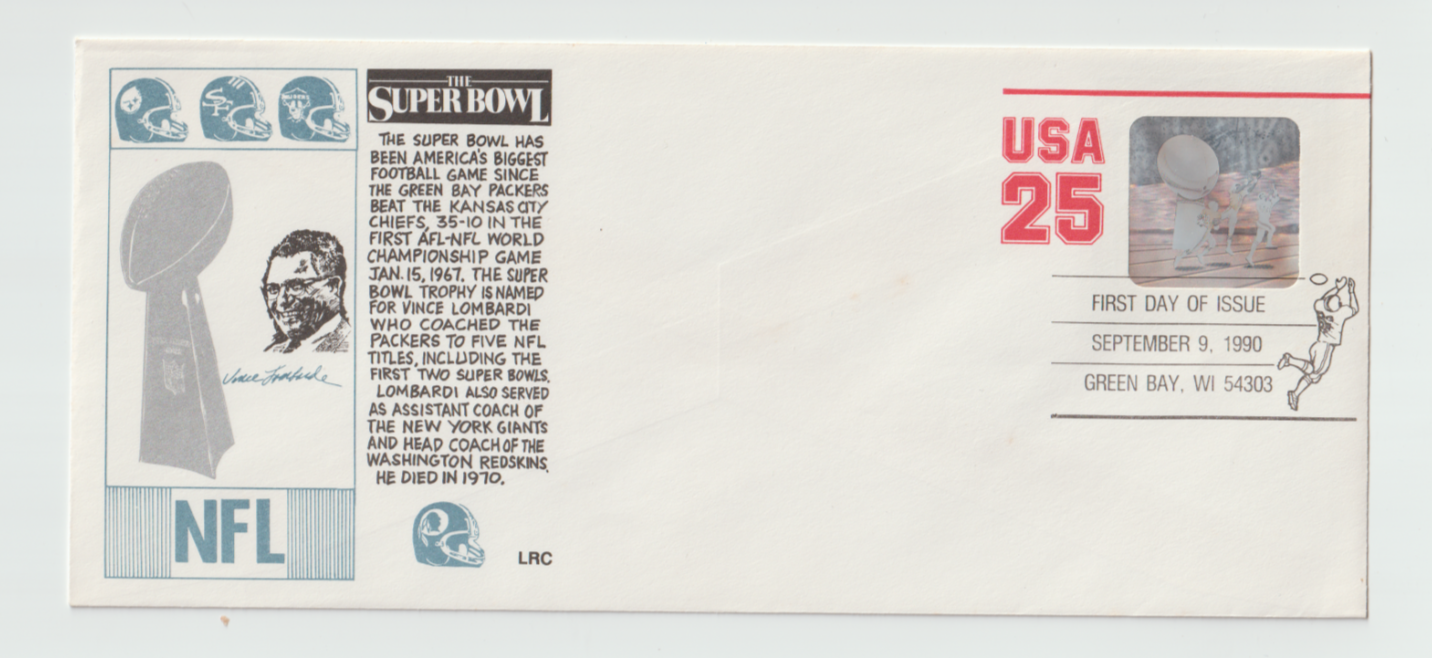 THE
SUPER BOWL
THE SUPER BOWL HAS
BEEN AMERICA'S BIGGEST
FOOTBALL GAME SINCE
THE GREEN BAY PACKERS
BEAT THE KANSAS CITY
CHIEFS, 35-10 IN THE
FIRST AFL-NFL WORLD
CHAMPIONSHIP GAME
JAN. 15, 1967. THE SUPER
BOWL TROPHY IS NAMED
FOR VINCE LOMBARDI
WHO COACHED THE
PACKERS TO FIVE NFL
TITLES, INCLUDING THE
FIRST TWO SUPER BOWLS.
LOMBARDI ALSO SERVED
AS ASSISTANT COACH OF
THE NEW YORK GIANTS
AND HEAD COACH OF THE
WASHINGTON REDSKINS.
HE DIED IN 1970.
LRC
SF
Vince Lombardi
NFL
USA
25
FIRST DAY OF ISSUE
SEPTEMBER 9, 1990
GREEN BAY, WI 54303